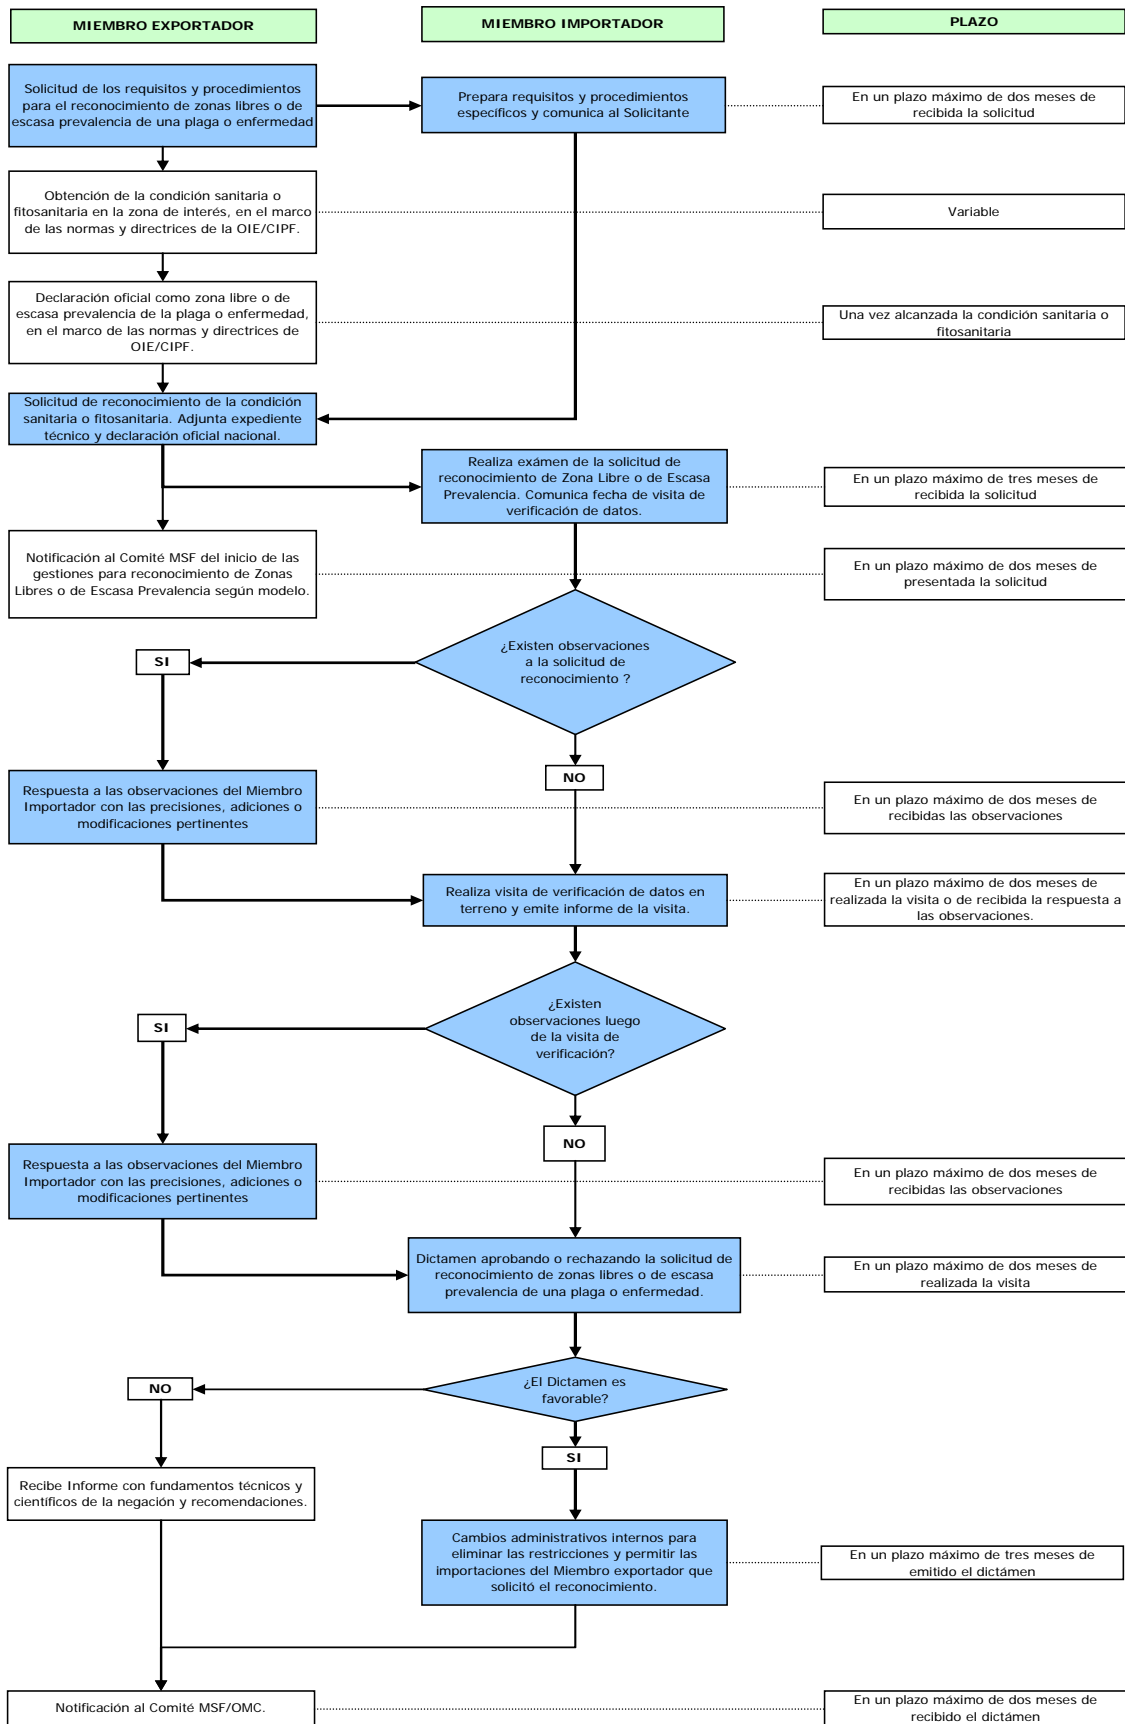 MIEMBRO EXPORTADOR
MIEMBRO IMPORTADOR
PLAZO
Solicitud de los requisitos y procedimientos
para el reconocimiento de zonas libres o de
escasa prevalencia de una plaga o enfermedad
Prepara requisitos y procedimientos
específicos y comunica al Solicitante
En un plazo máximo de dos meses de
recibida la solicitud
Obtención de la condición sanitaria o
fitosanitaria en la zona de interés, en el marco
de las normas y directrices de la OIE/CIPF.
Variable
Declaración oficial como zona libre o de
escasa prevalencia de la plaga o enfermedad,
en el marco de las normas y directrices de
OIE/CIPF.
Una vez alcanzada la condición sanitaria o
fitosanitaria
Solicitud de reconocimiento de la condición
sanitaria o fitosanitaria. Adjunta expediente
técnico y declaración oficial nacional.
Realiza exámen de la solicitud de
reconocimiento de Zona Libre o de Escasa
Prevalencia. Comunica fecha de visita de
verificación de datos.
En un plazo máximo de tres meses de
recibida la solicitud
Notificación al Comité MSF del inicio de las
gestiones para reconocimiento de Zonas
Libres o de Escasa Prevalencia según modelo.
En un plazo máximo de dos meses de
presentada la solicitud
¿Existen observaciones
a la solicitud de
reconocimiento ?
SI
NO
Respuesta a las observaciones del Miembro
Importador con las precisiones, adiciones o
modificaciones pertinentes
En un plazo máximo de dos meses de
recibidas las observaciones
Realiza visita de verificación de datos en
terreno y emite informe de la visita.
En un plazo máximo de dos meses de
realizada la visita o de recibida la respuesta a
las observaciones.
¿Existen
observaciones luego
de la visita de
verificación?
SI
NO
Respuesta a las observaciones del Miembro
Importador con las precisiones, adiciones o
modificaciones pertinentes
En un plazo máximo de dos meses de
recibidas las observaciones
Dictamen aprobando o rechazando la solicitud de
reconocimiento de zonas libres o de escasa
prevalencia de una plaga o enfermedad.
En un plazo máximo de dos meses de
realizada la visita
¿El Dictamen es
favorable?
NO
SI
Recibe Informe con fundamentos técnicos y
científicos de la negación y recomendaciones.
Cambios administrativos internos para
eliminar las restricciones y permitir las
importaciones del Miembro exportador que
solicitó el reconocimiento.
En un plazo máximo de tres meses de
emitido el dictámen
Notificación al Comité MSF/OMC.
En un plazo máximo de dos meses de
recibido el dictámen